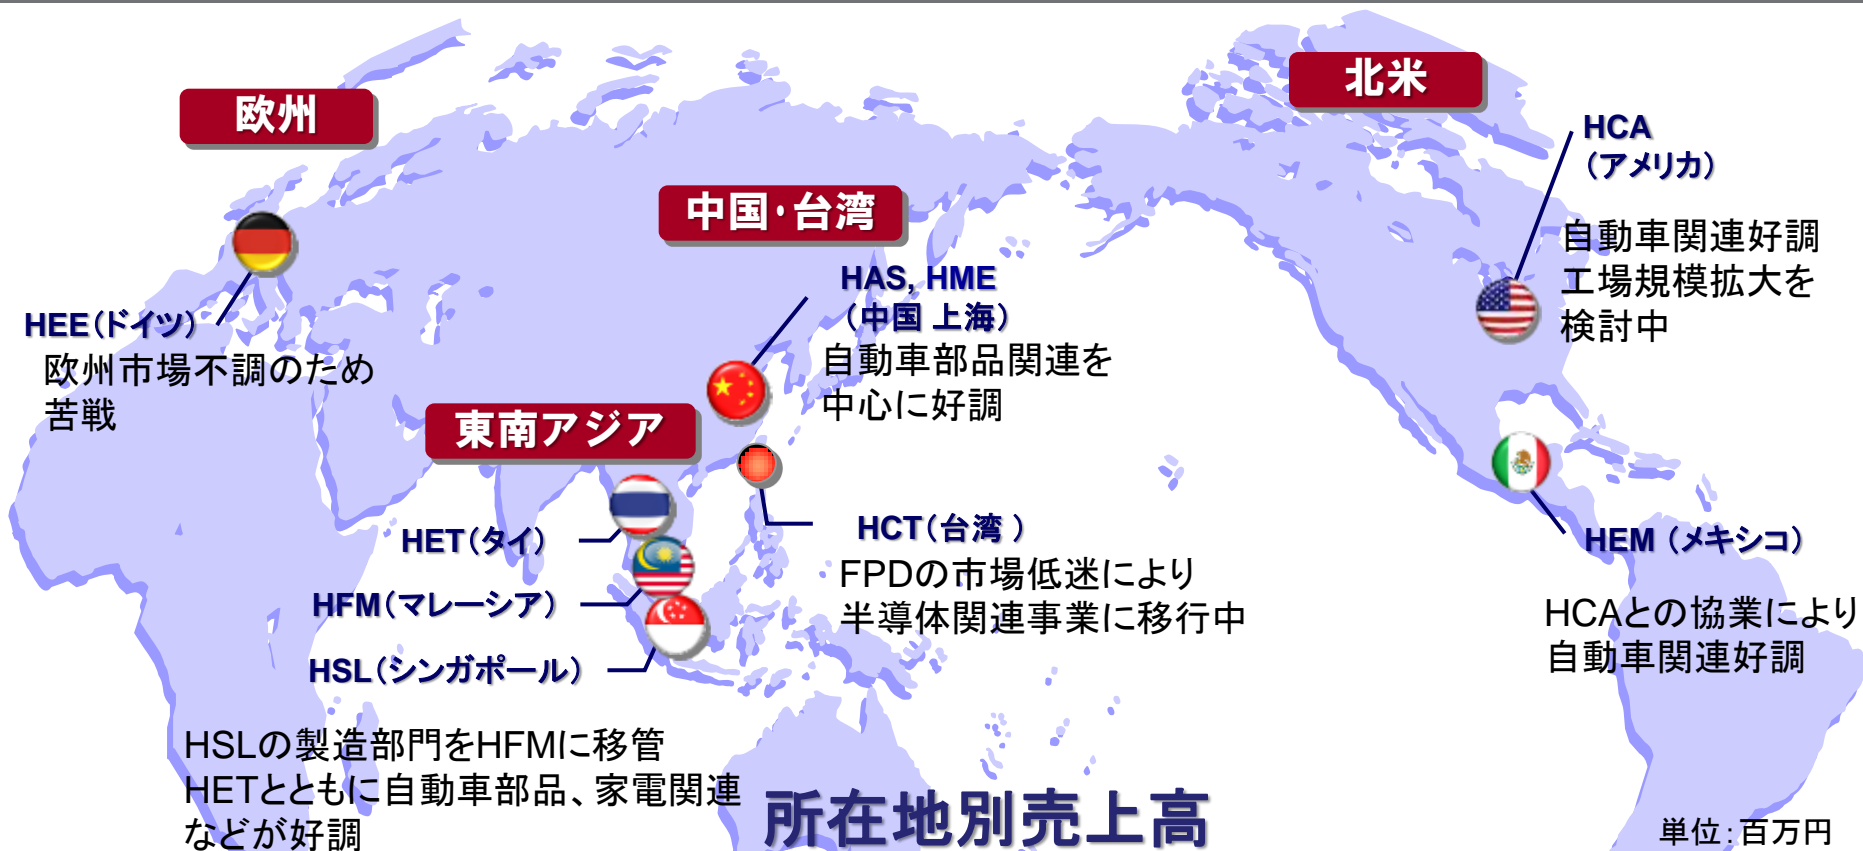 欧州
HEE(ドイツ)
欧州市場不調のため
苦戦
中国・台湾
HAS, HME
(中国 上海)
自動車部品関連を
中心に好調
HCT(台湾 )
FPDの市場低迷により
半導体関連事業に移行中
東南アジア
HET(タイ)
HFM(マレーシア)
HSL(シンガポール)
HSLの製造部門をHFMに移管
HETとともに自動車部品、家電関連
などが好調
北米
HCA
(アメリカ)
自動車関連好調
工場規模拡大を
検討中
HEM (メキシコ)
HCAとの協業により
自動車関連好調
所在地別売上高
単位:百万円